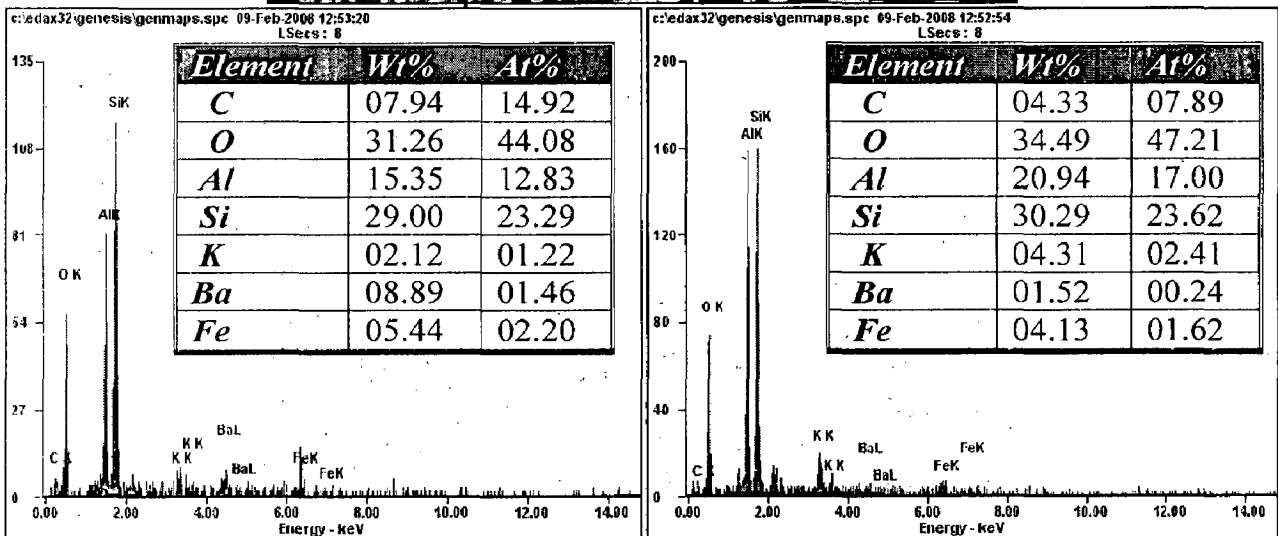 c:\edax32\genesis\genmaps.spc 09-Feb-2008 12:53:20
LSecs : 8
135
108
81
54
27
0
Element Wt% At%
C 07.94 14.92
O 31.26 44.08
Al 15.35 12.83
Si 29.00 23.29
K 02.12 01.22
Ba 08.89 01.46
Fe 05.44 02.20
SiK
AlK
O K
C
K K
K K
BaL
BaL
FeK
FeK
0.00 2.00 4.00 6.00 8.00 10.00 12.00 14.00
Energy - keV
c:\edax32\genesis\genmaps.spc 09-Feb-2008 12:52:54
LSecs : 8
200
160
120
80
40
0
Element Wt% At%
C 04.33 07.89
O 34.49 47.21
Al 20.94 17.00
Si 30.29 23.62
K 04.31 02.41
Ba 01.52 00.24
Fe 04.13 01.62
SiK
AlK
O K
C
K K
K K
BaL
BaL
FeK
FeK
0.00 2.00 4.00 6.00 8.00 10.00 12.00 14.00
Energy - keV